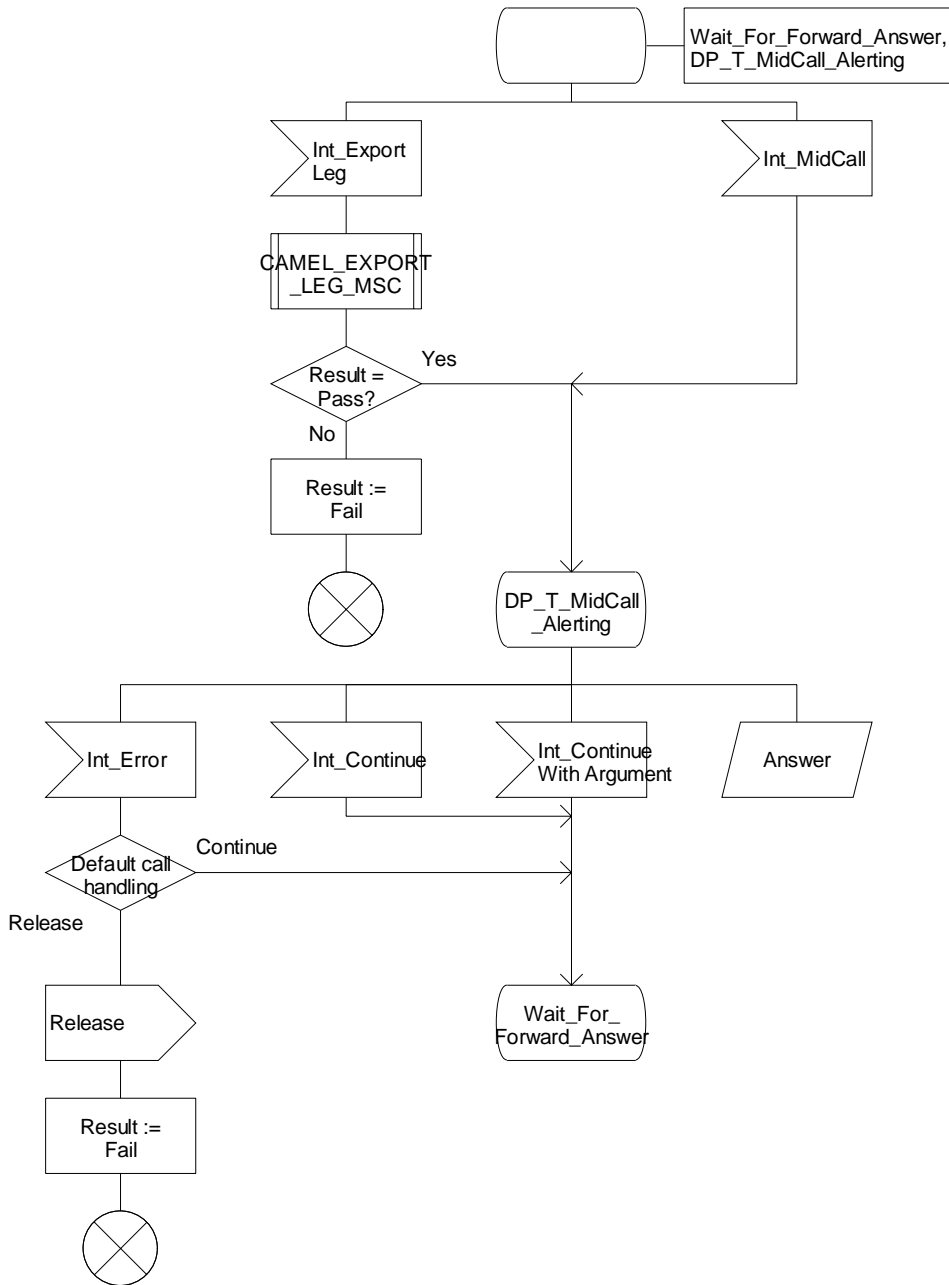 Wait_For_Forward_Answer,
DP_T_MidCall_Alerting
Int_Export
Leg
Int_MidCall
CAMEL_EXPORT
_LEG_MSC
Yes
Result =
Pass?
No
Result :=
Fail
DP_T_MidCall
_Alerting
Int_Error
Int_Continue
Int_Continue
With Argument
Answer
Continue
Default call
handling
Release
Release
Wait_For_
Forward_Answer
Result :=
Fail